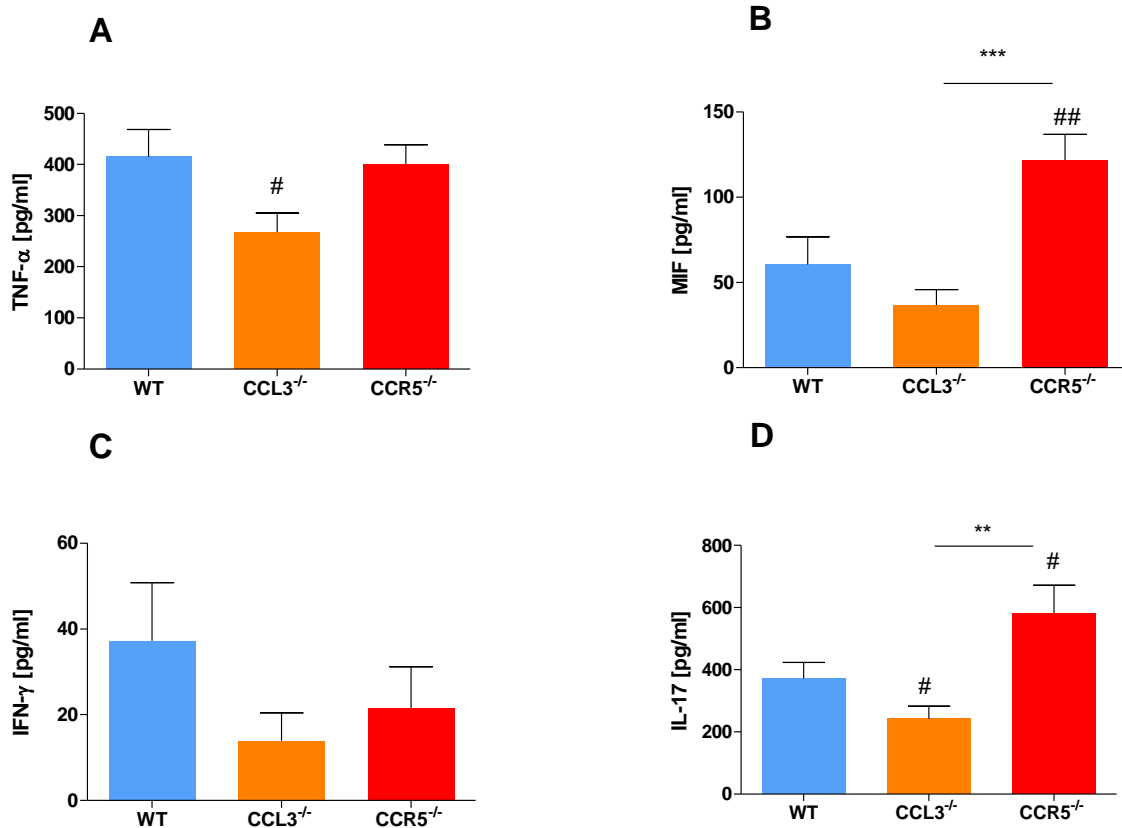 A
TNF-α [pg/ml]
500
400
300
200
100
0
#
WT CCL3-/- CCR5-/-
B
***
MIF [pg/ml]
150
100
50
0
##
WT CCL3-/- CCR5-/-
C
IFN-γ [pg/ml]
60
40
20
0
WT CCL3-/- CCR5-/-
D
**
IL-17 [pg/ml]
800
600
400
200
0
#
#
WT CCL3-/- CCR5-/-